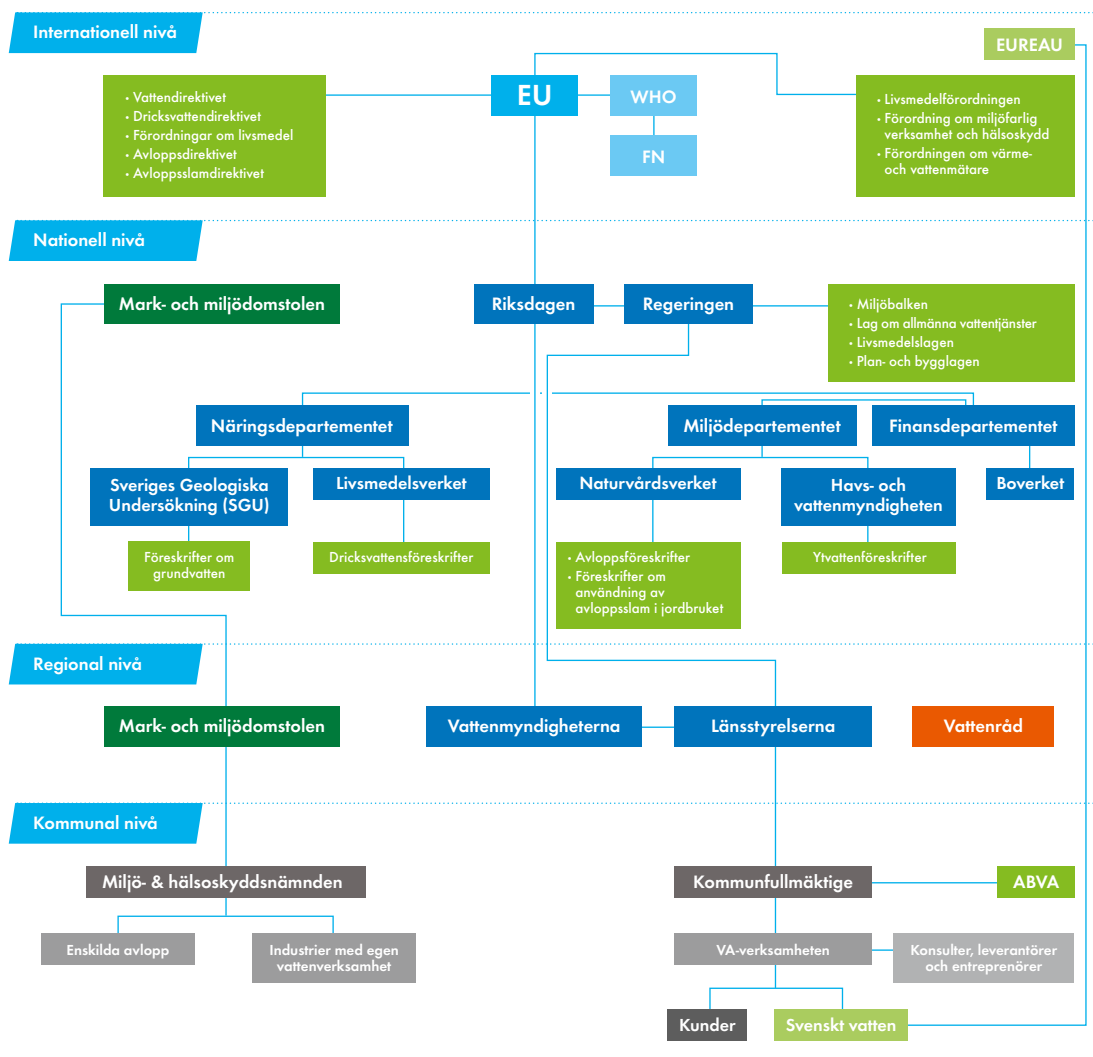 Internationell nivå
EUREAU
• Vattendirektivet
• Dricksvattendirektivet
• Förordningar om livsmedel
• Avloppsdirektivet
• Avloppsslamdirektivet
EU
WHO
FN
• Livsmedelförordningen
• Förordning om miljöfarlig
verksamhet och hälsoskydd
• Förordningen om värme-
och vattenmätare
Nationell nivå
Mark- och miljödomstolen
Riksdagen
Regeringen
• Miljöbalken
• Lag om allmänna vattentjänster
• Livsmedelslagen
• Plan- och bygglagen
Näringsdepartementet
Miljödepartementet
Finansdepartementet
Sveriges Geologiska
Undersökning (SGU)
Livsmedelsverket
Naturvårdsverket
Havs- och
vattenmyndigheten
Boverket
Föreskrifter om
grundvatten
Dricksvattensföreskrifter
• Avloppsföreskrifter
• Föreskrifter om
användning av
avloppsslam i jordbruket
Ytvattenföreskrifter
Regional nivå
Mark- och miljödomstolen
Vattenmyndigheterna
Länsstyrelserna
Vattenråd
Kommunal nivå
Miljö- & hälsoskyddsnämnden
Kommunfullmäktige
ABVA
Enskilda avlopp
Industrier med egen
vattenverksamhet
VA-verksamheten
Konsulter, leverantörer
och entreprenörer
Kunder
Svenskt vatten